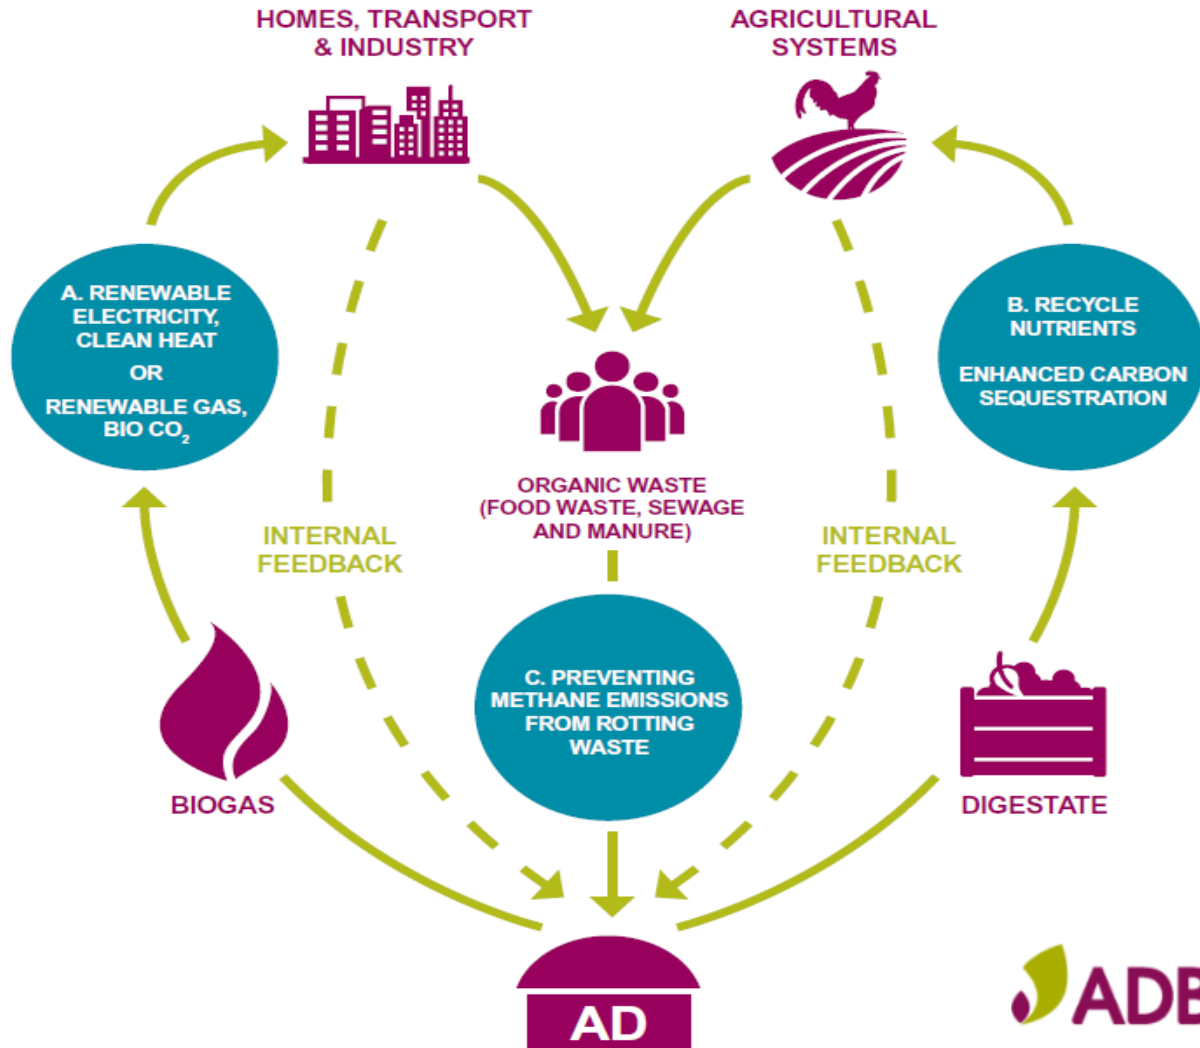 HOMES, TRANSPORT
& INDUSTRY
AGRICULTURAL
SYSTEMS
A. RENEWABLE
ELECTRICITY,
CLEAN HEAT
OR
RENEWABLE GAS,
BIO CO₂
B. RECYCLE
NUTRIENTS
ENHANCED CARBON
SEQUESTRATION
ORGANIC WASTE
(FOOD WASTE, SEWAGE
AND MANURE)
INTERNAL
FEEDBACK
INTERNAL
FEEDBACK
C. PREVENTING
METHANE EMISSIONS
FROM ROTTING
WASTE
BIOGAS
DIGESTATE
AD
ADB